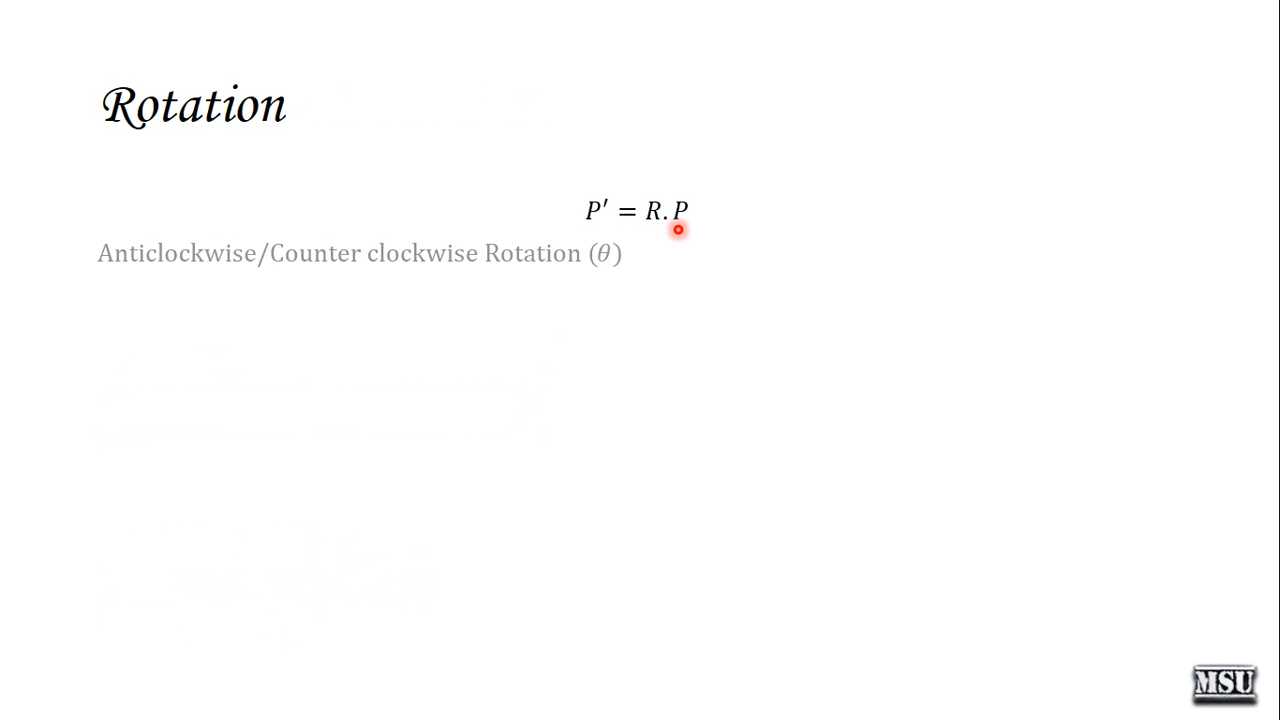 Rotation
P′ = R.P
Anticlockwise/Counter clockwise Rotation (θ)
MSU